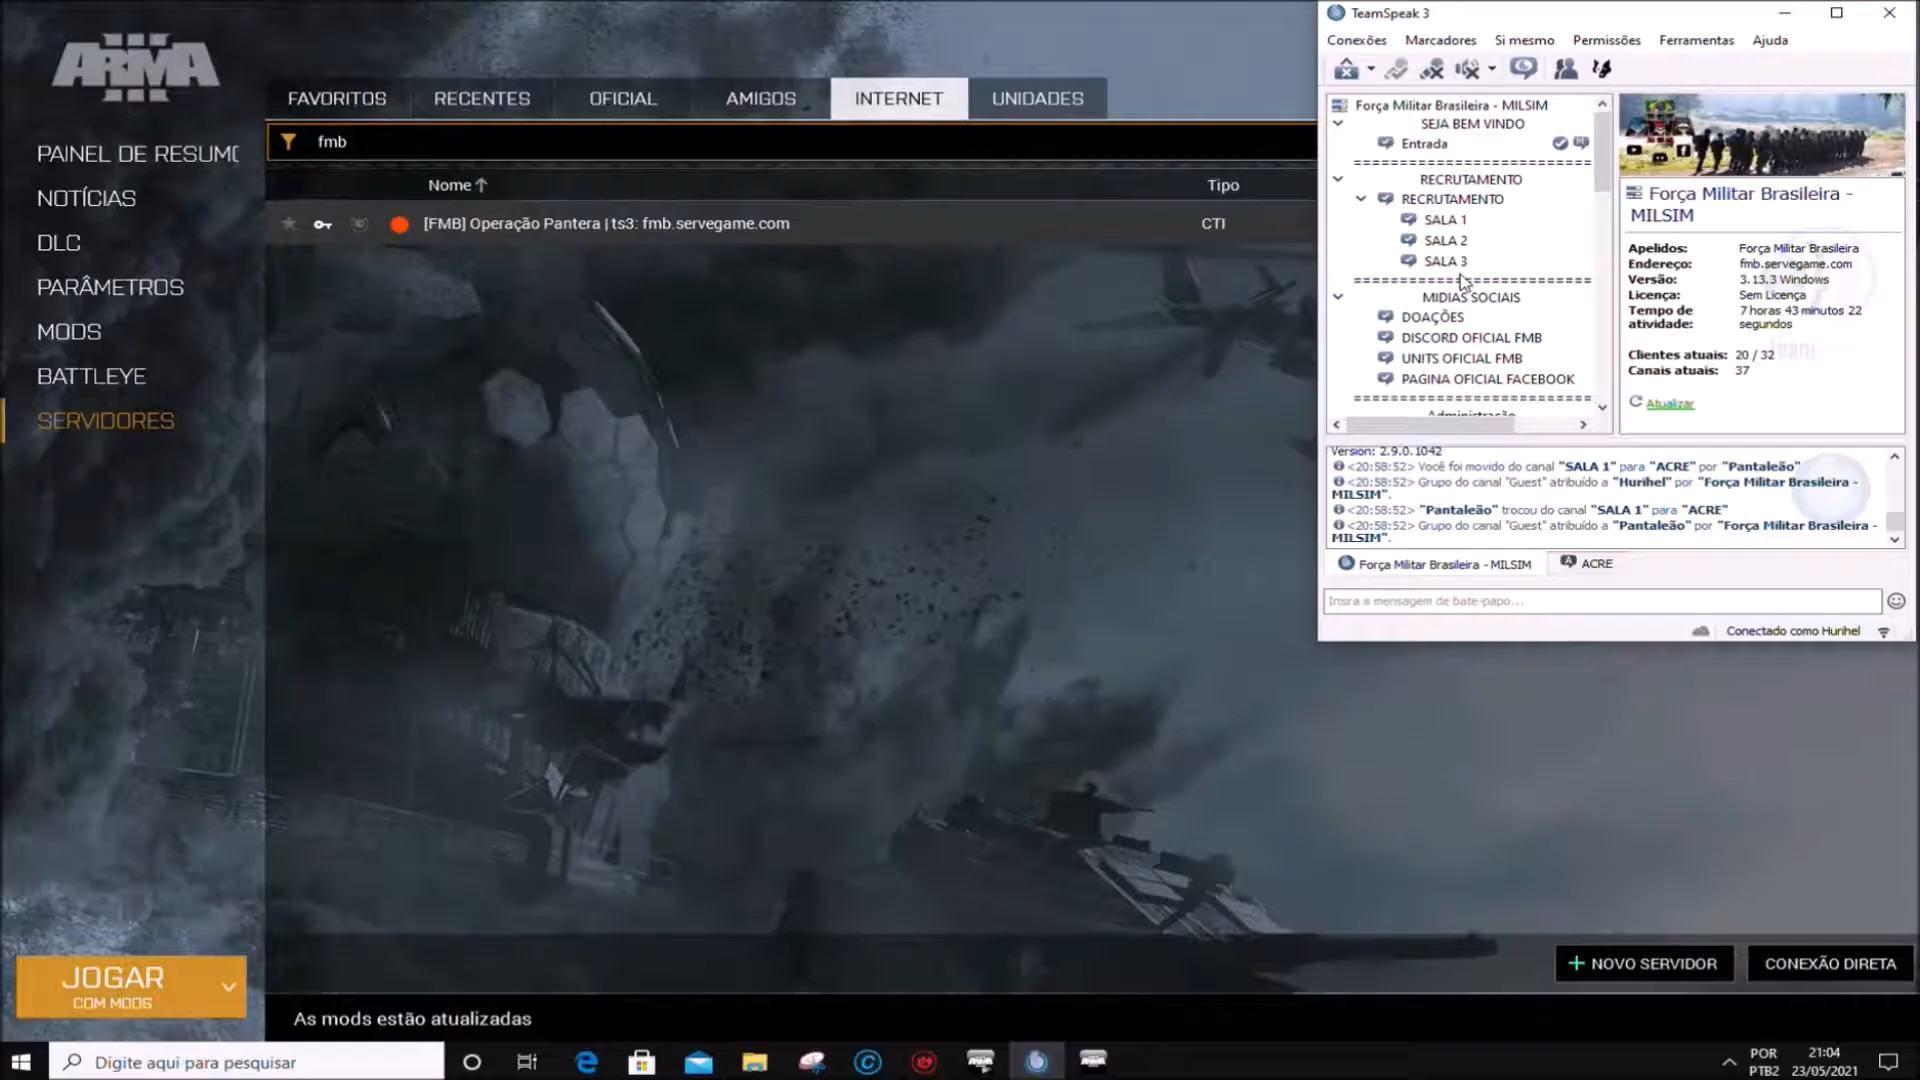 ARMA
III
FAVORITOS
RECENTES
OFICIAL
AMIGOS
INTERNET
UNIDADES
fmb
Nome
Tipo
[FMB] Operação Pantera | ts3: fmb.servegame.com
CTI
PAINEL DE RESUMO
NOTÍCIAS
DLC
PARÂMETROS
MODS
BATTLEYE
SERVIDORES
JOGAR
COM MODS
As mods estão atualizadas
NOVO SERVIDOR
CONEXÃO DIRETA
TeamSpeak 3
Conexões Marcadores Si mesmo Permissões Ferramentas Ajuda
Força Militar Brasileira - MILSIM
SEJA BEM VINDO
Entrada
====================================
RECRUTAMENTO
RECRUTAMENTO
SALA 1
SALA 2
SALA 3
====================================
MIDIAS SOCIAIS
DOAÇÕES
DISCORD OFICIAL FMB
UNITS OFICIAL FMB
PAGINA OFICIAL FACEBOOK
====================================
Administração
Força Militar Brasileira -
MILSIM
Apelidos: Força Militar Brasileira
Endereço: fmb.servegame.com
Versão: 3.13.3 Windows
Licença: Sem Licença
Tempo de atividade: 7 horas 43 minutos 22 segundos
Clientes atuais: 20 / 32
Canais atuais: 37
Atualizar
Version: 2.9.0.1042
<20:58:52> Você foi movido do canal "SALA 1" para "ACRE" por "Pantaleão"
<20:58:52> Grupo do canal "Guest" atribuído a "Hurihel" por "Força Militar Brasileira -
MILSIM".
<20:58:52> "Pantaleão" trocou do canal "SALA 1" para "ACRE"
<20:58:52> Grupo do canal "Guest" atribuído a "Pantaleão" por "Força Militar Brasileira -
MILSIM".
Força Militar Brasileira - MILSIM
ACRE
Insira a mensagem de bate-papo...
Conectado como Hurihel
Digite aqui para pesquisar
POR
PTB2
21:04
23/05/2021